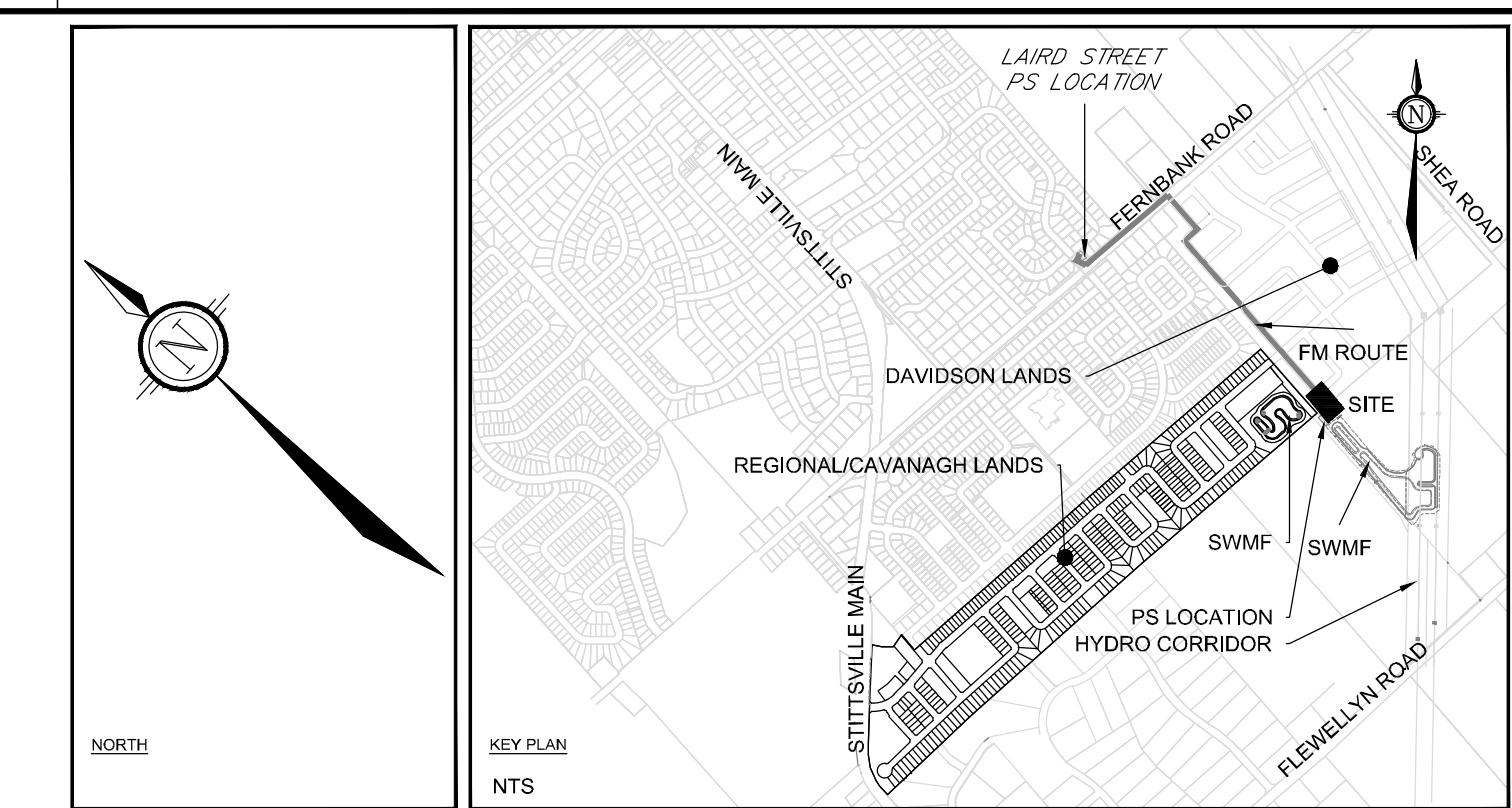 N
NORTH
LAIRD STREET
PS LOCATION
N
FERNBANK ROAD
SHEA ROAD
STITTSVILLE MAIN
FM ROUTE
DAVIDSON LANDS
SITE
REGIONAL/CAVANAGH LANDS
SWMF
SWMF
PS LOCATION
HYDRO CORRIDOR
STITTSVILLE MAIN
FLEWELLYN ROAD
KEY PLAN
NTS